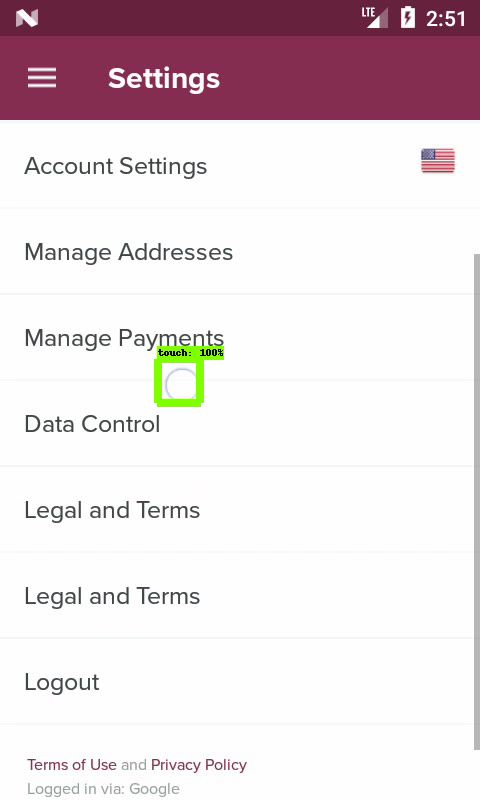 LTE 2:51
Settings
Account Settings
Manage Addresses
Manage Payments
touch: 100%
Data Control
Legal and Terms
Legal and Terms
Logout
Terms of Use and Privacy Policy
Logged in via: Google